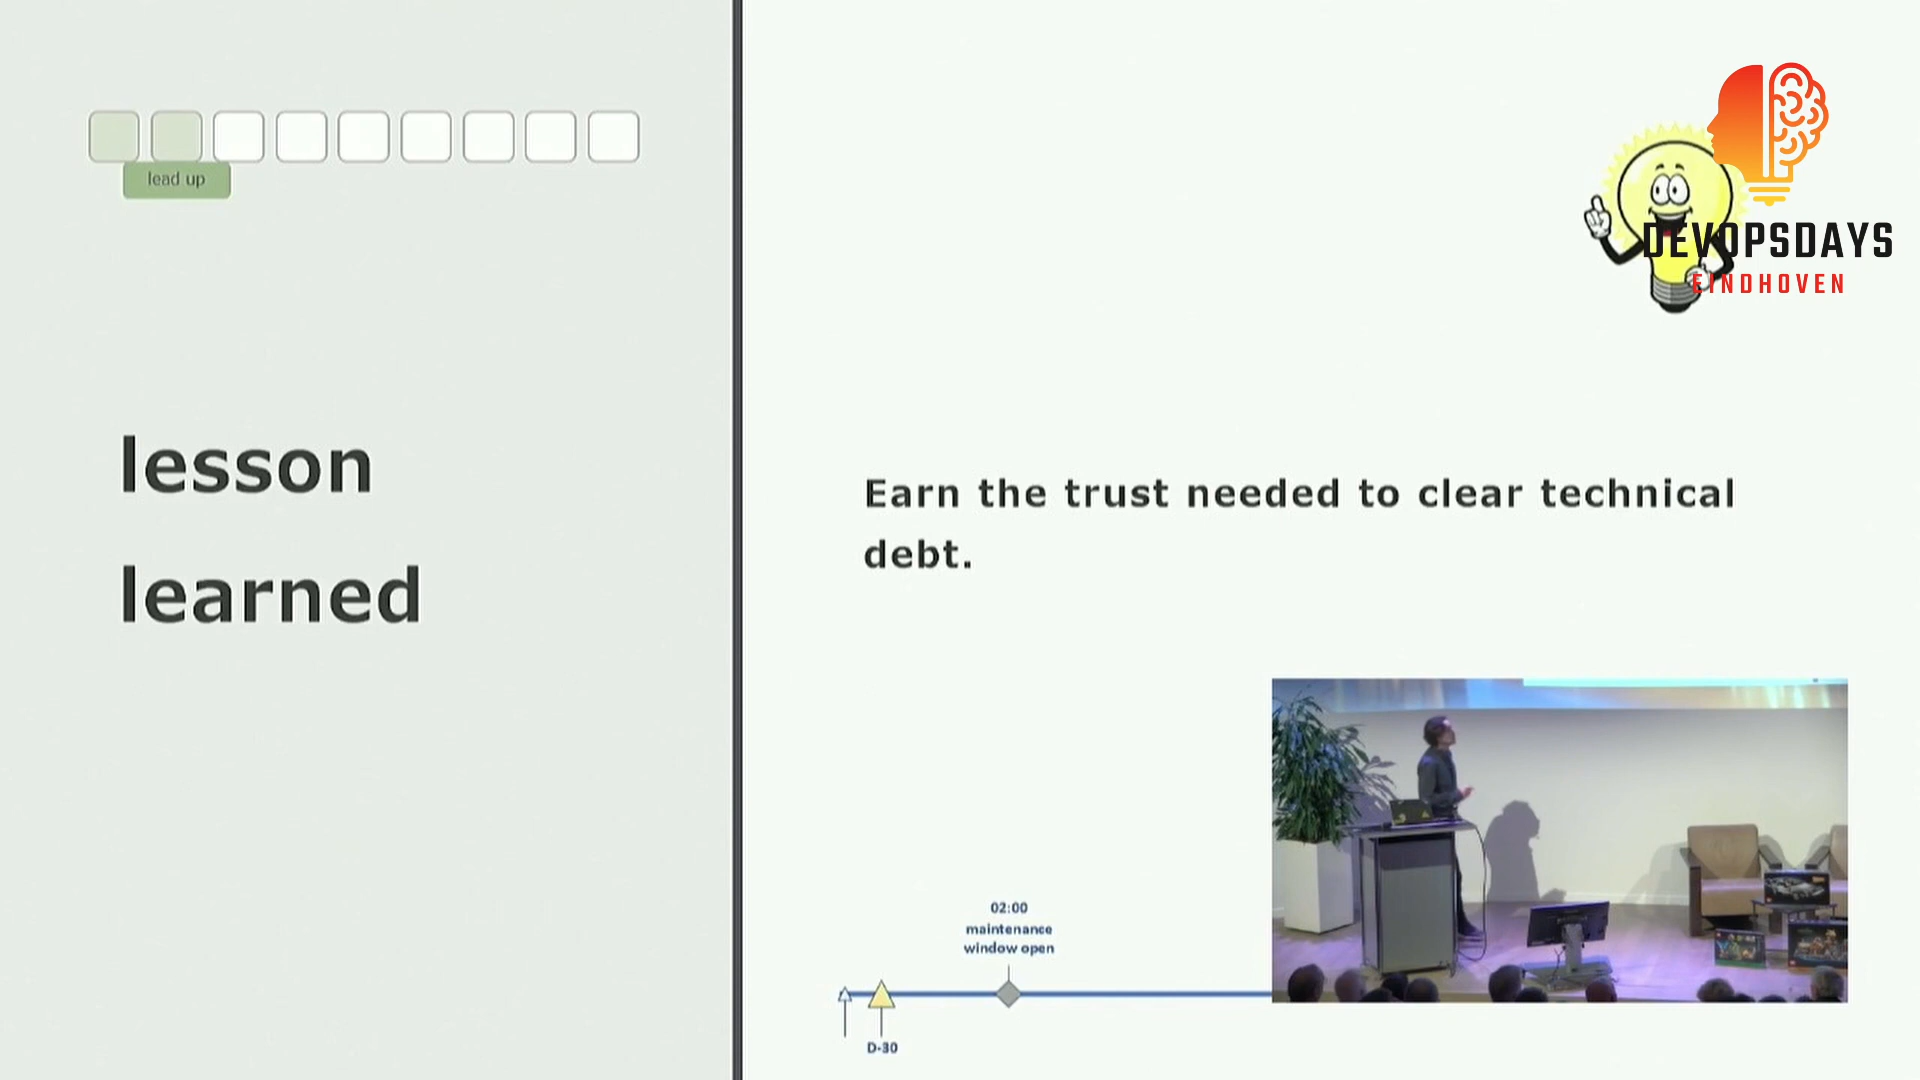 lead up
DEVOPSDAYS
EINDHOVEN
lesson
learned
Earn the trust needed to clear technical
debt.
02:00
maintenance
window open
D-30